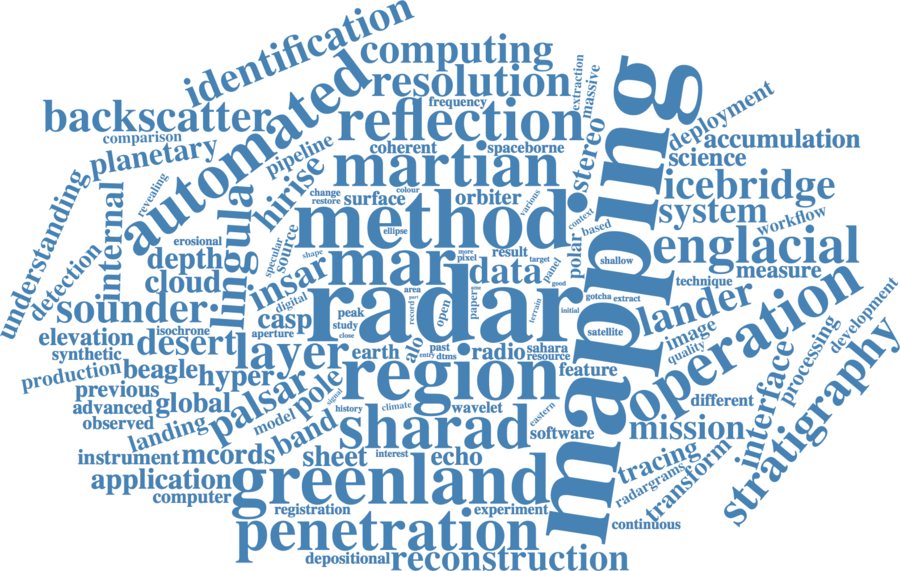 identification
computing
resolution
automated
backscatter
frequency
extraction
massive
reflection
comparison
planetary
pipeline
coherent
spaceborne
stereo
deployment
accumulation
science
martian
hirise
revealing
understanding
internal
lingula
change
restore
colour
surface
orbiter
various
icebridge
system
workflow
mapping
method
ellipse
context
based
polar
erosional
detection
depth
specular
source
shape
insar
mars
more
pixel
result
target
data
panel
good
shallow
englacial
measure
technique
cloud
digital
sounder
radar
area
port
record
open
paper
use
terrain
initial
gotcha
extract
lander
operation
development
casp
peak
study
close
aperture
isochrone
elevation
desert
synthetic
layer
earth
alo
past
entry
dtms
radio
sahara
resource
satellite
image
quality
production
beagle
hyper
palsar
pole
signal
region
feature
processing
previous
advanced
global
observed
model
history
climate
wavelet
eastern
different
interface
stratigraphy
landing
band
sharad
software
mission
instrument
mcords
sheet
interest
echo
tracing
radargrams
transform
application
computer
greenland
registration
experiment
continuous
penetration
depositional
reconstruction